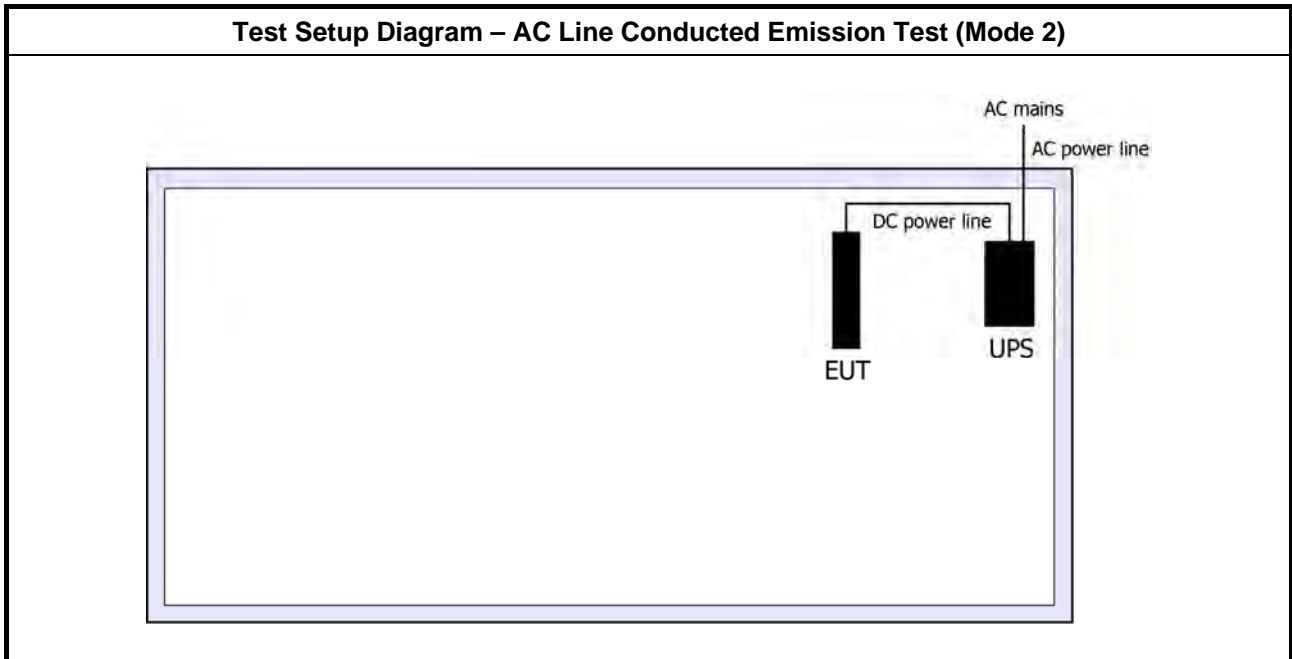 Test Setup Diagram – AC Line Conducted Emission Test (Mode 2)
AC mains
AC power line
DC power line
EUT
UPS